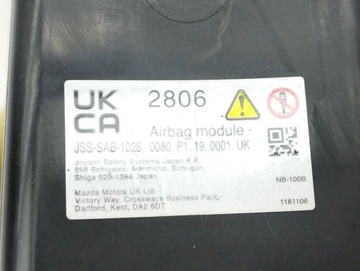 UK
CA
2806
Airbag module
JSS-SAB-1026 0080. P1. 19. 0001. UK
Joyson Safety Systems Japan K.K.
658 Echigawa, Aisho-cho, Echi-gun,
Shiga 529-1388 Japan
NB-100B
Mazda Motors UK Ltd.
Victory Way, Crossways Business Park,
Dartford, Kent, DA2 6DT
1181106